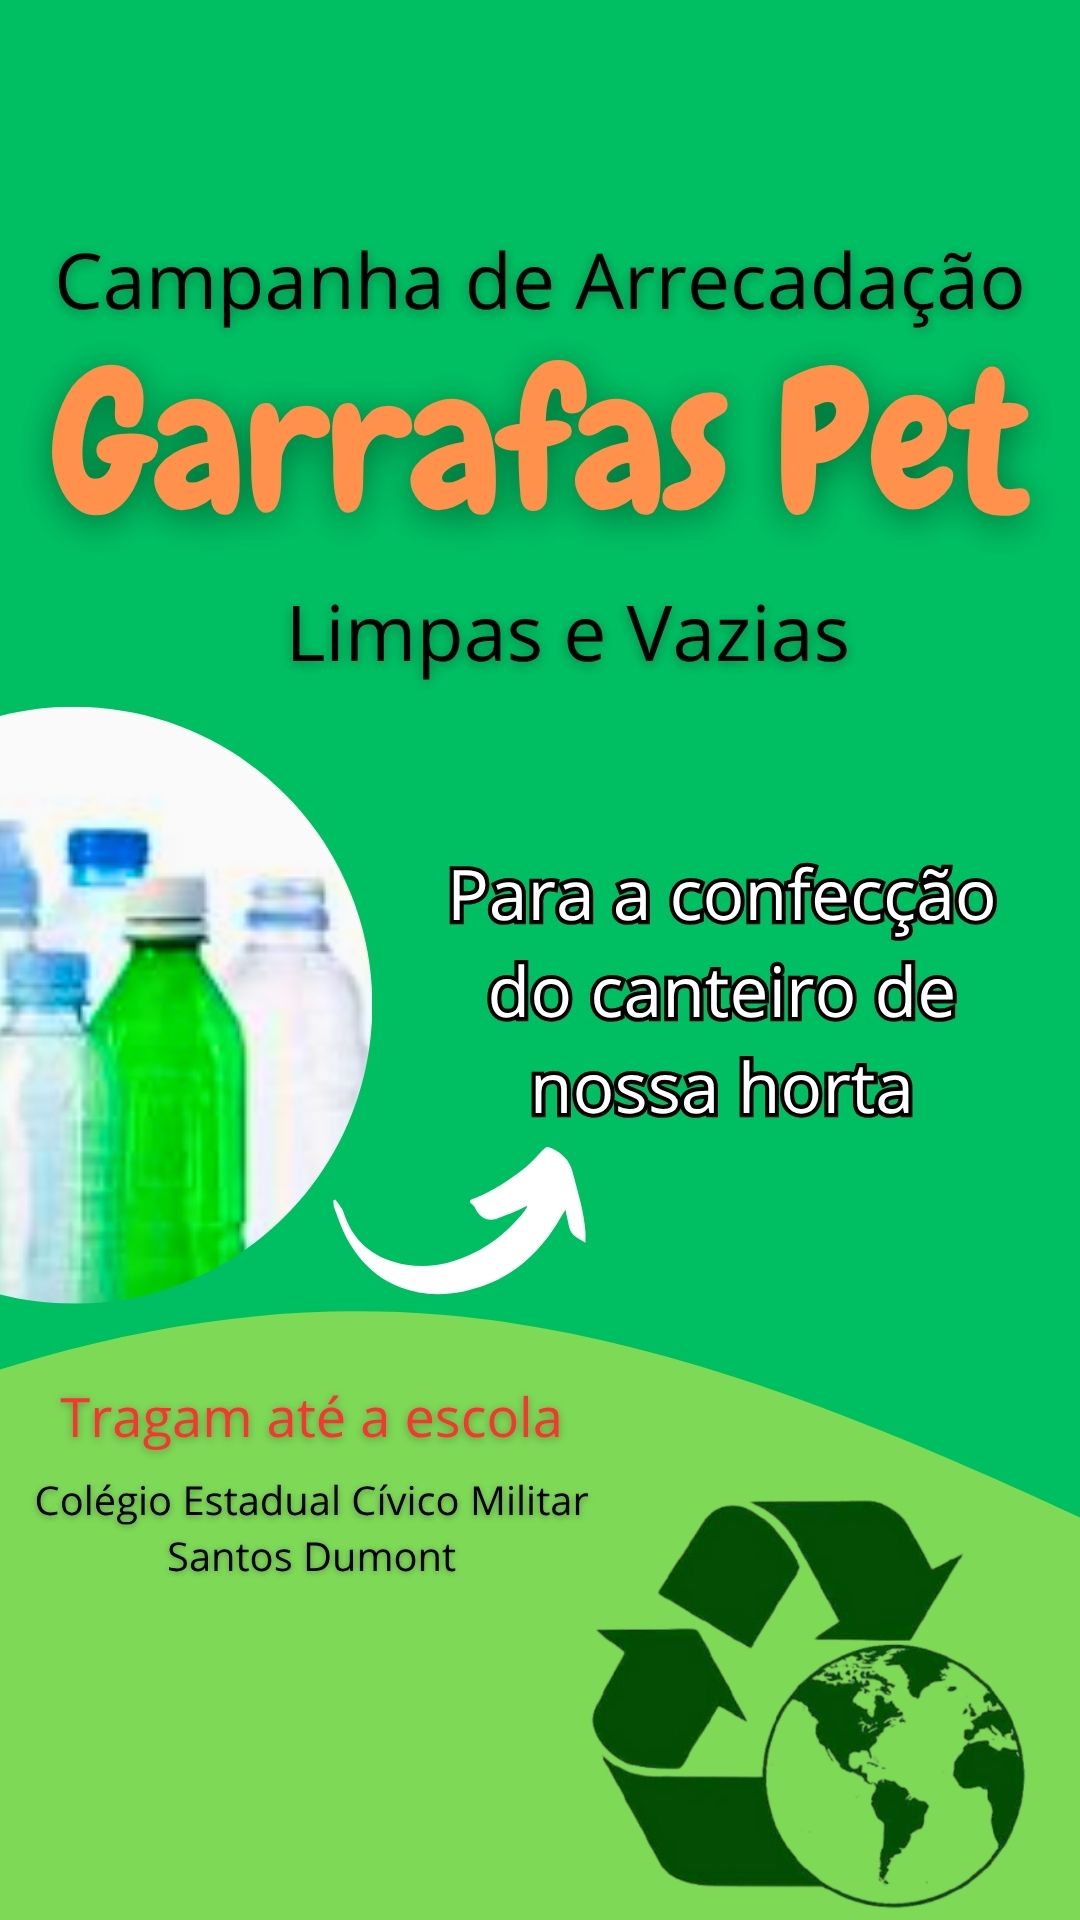 Campanha de Arrecadação
Garrafas Pet
Limpas e Vazias
Para a confecção
do canteiro de
nossa horta
Tragam até a escola
Colégio Estadual Cívico Militar
Santos Dumont